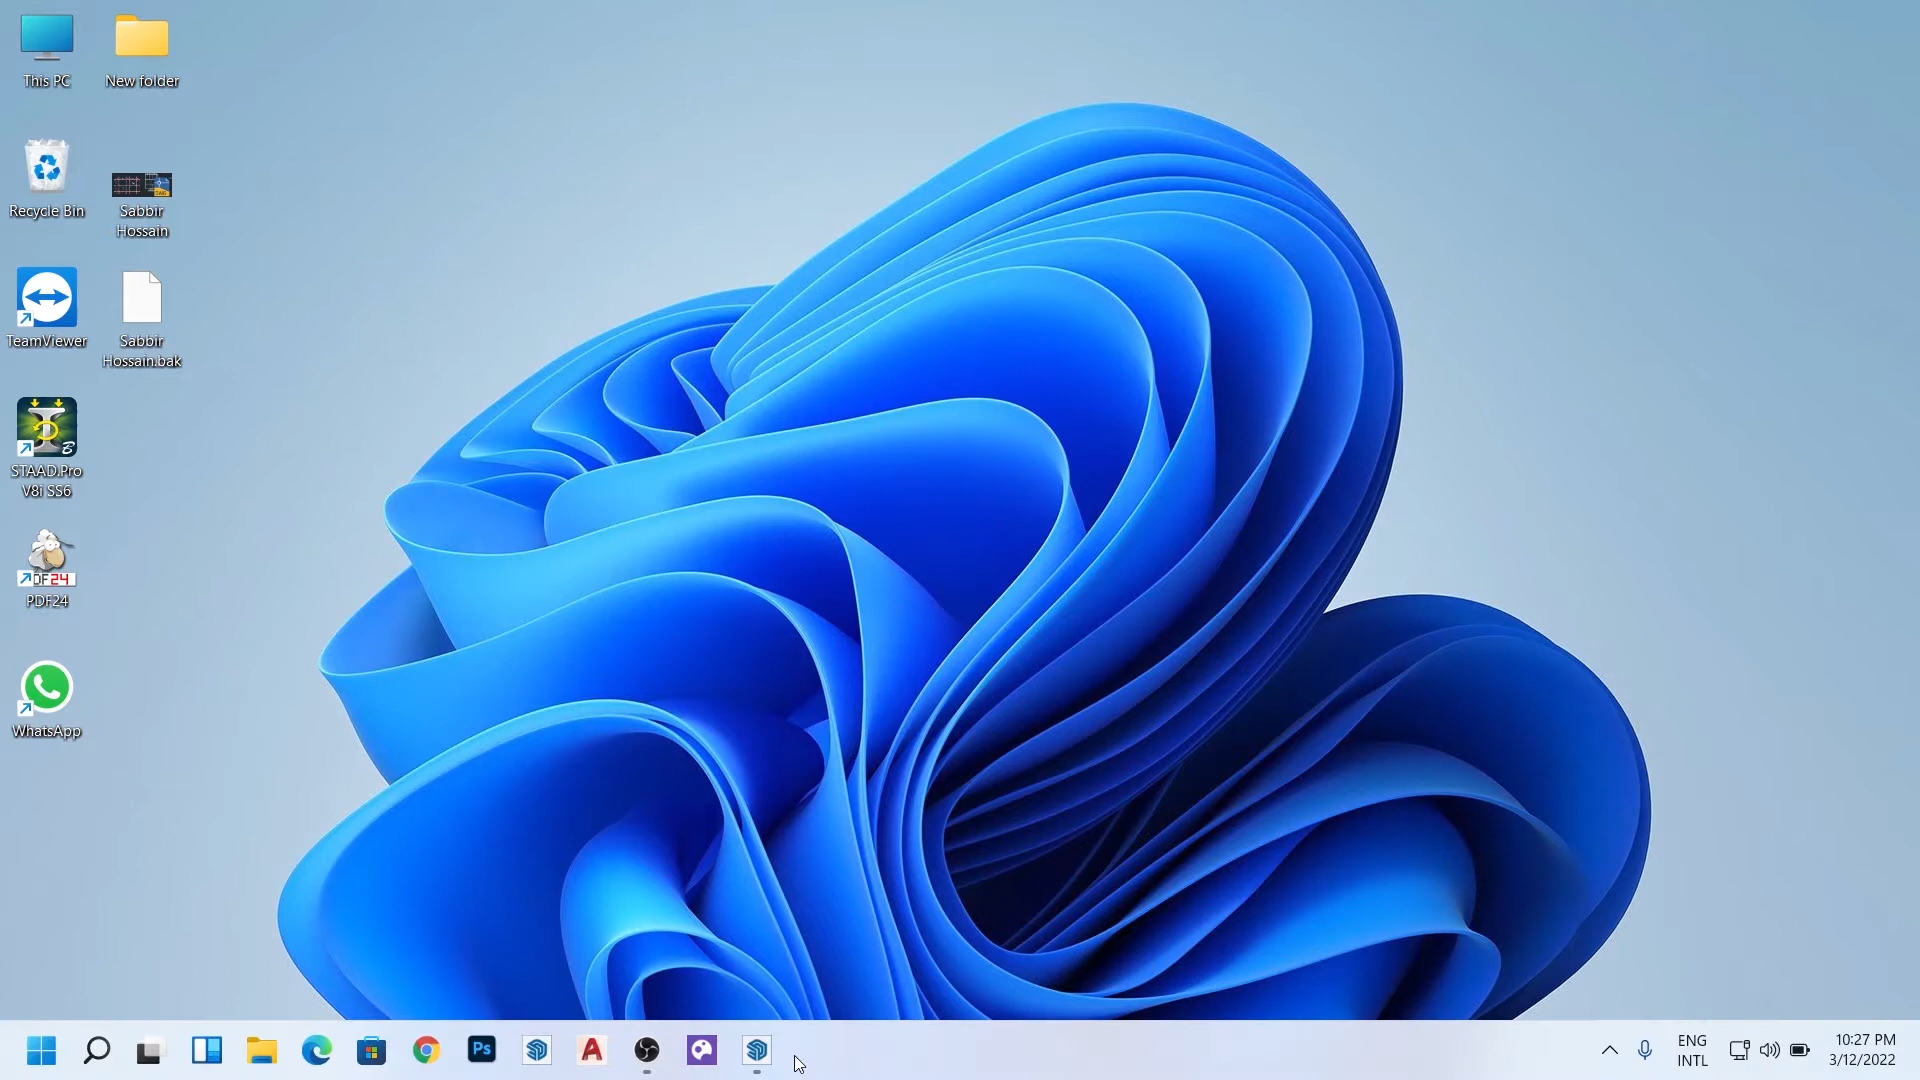 This PC
New folder
Recycle Bin
Sabbir
Hossain
TeamViewer
Sabbir
Hossain.bak
STAAD.Pro
V8i SS6
PDF24
WhatsApp
Ps
ENG
INTL
10:27 PM
3/12/2022